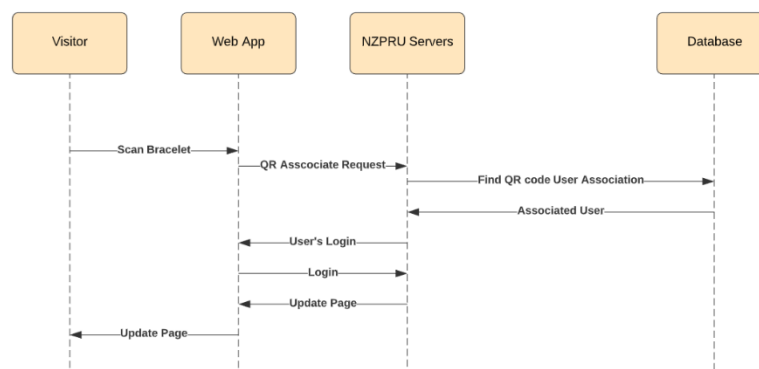 Visitor
Web App
NZPRU Servers
Database
Scan Bracelet
QR Asscociate Request
Find QR code User Association
Associated User
User's Login
Login
Update Page
Update Page